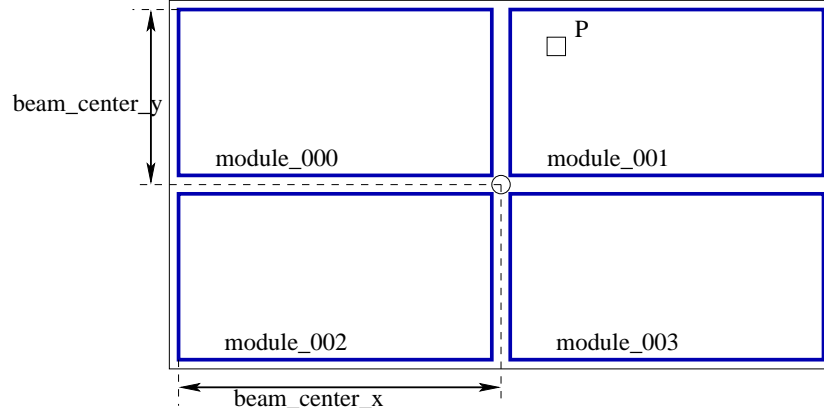 P
beam_center_y
module_000
module_001
module_002
module_003
beam_center_x